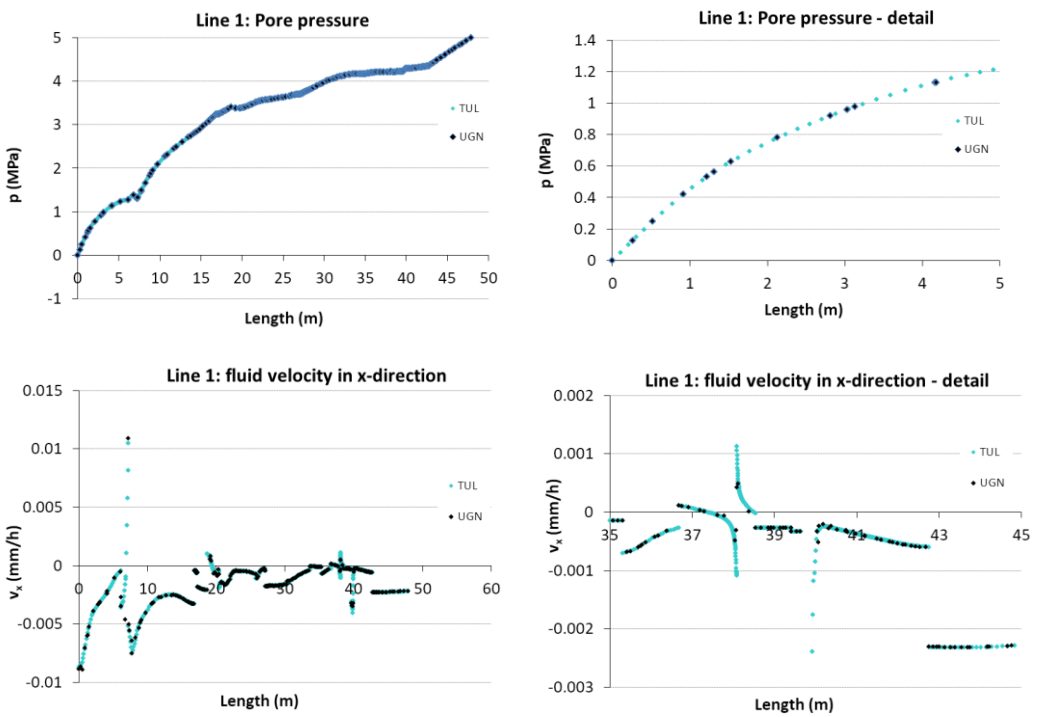 Line 1: Pore pressure
5
4
3
2
1
0
-1
0 5 10 15 20 25 30 35 40 45 50
p (MPa)
Length (m)
TUL
UGN
Line 1: Pore pressure - detail
1.4
1.2
1
0.8
0.6
0.4
0.2
0
0 1 2 3 4 5
p (MPa)
Length (m)
TUL
UGN
Line 1: fluid velocity in x-direction
0.015
0.01
0.005
0
-0.005
-0.01
0 10 20 30 40 50 60
vx (mm/h)
Length (m)
TUL
UGN
Line 1: fluid velocity in x-direction - detail
0.002
0.001
0
-0.001
-0.002
-0.003
35 37 39 41 43 45
vx (mm/h)
Length (m)
TUL
UGN